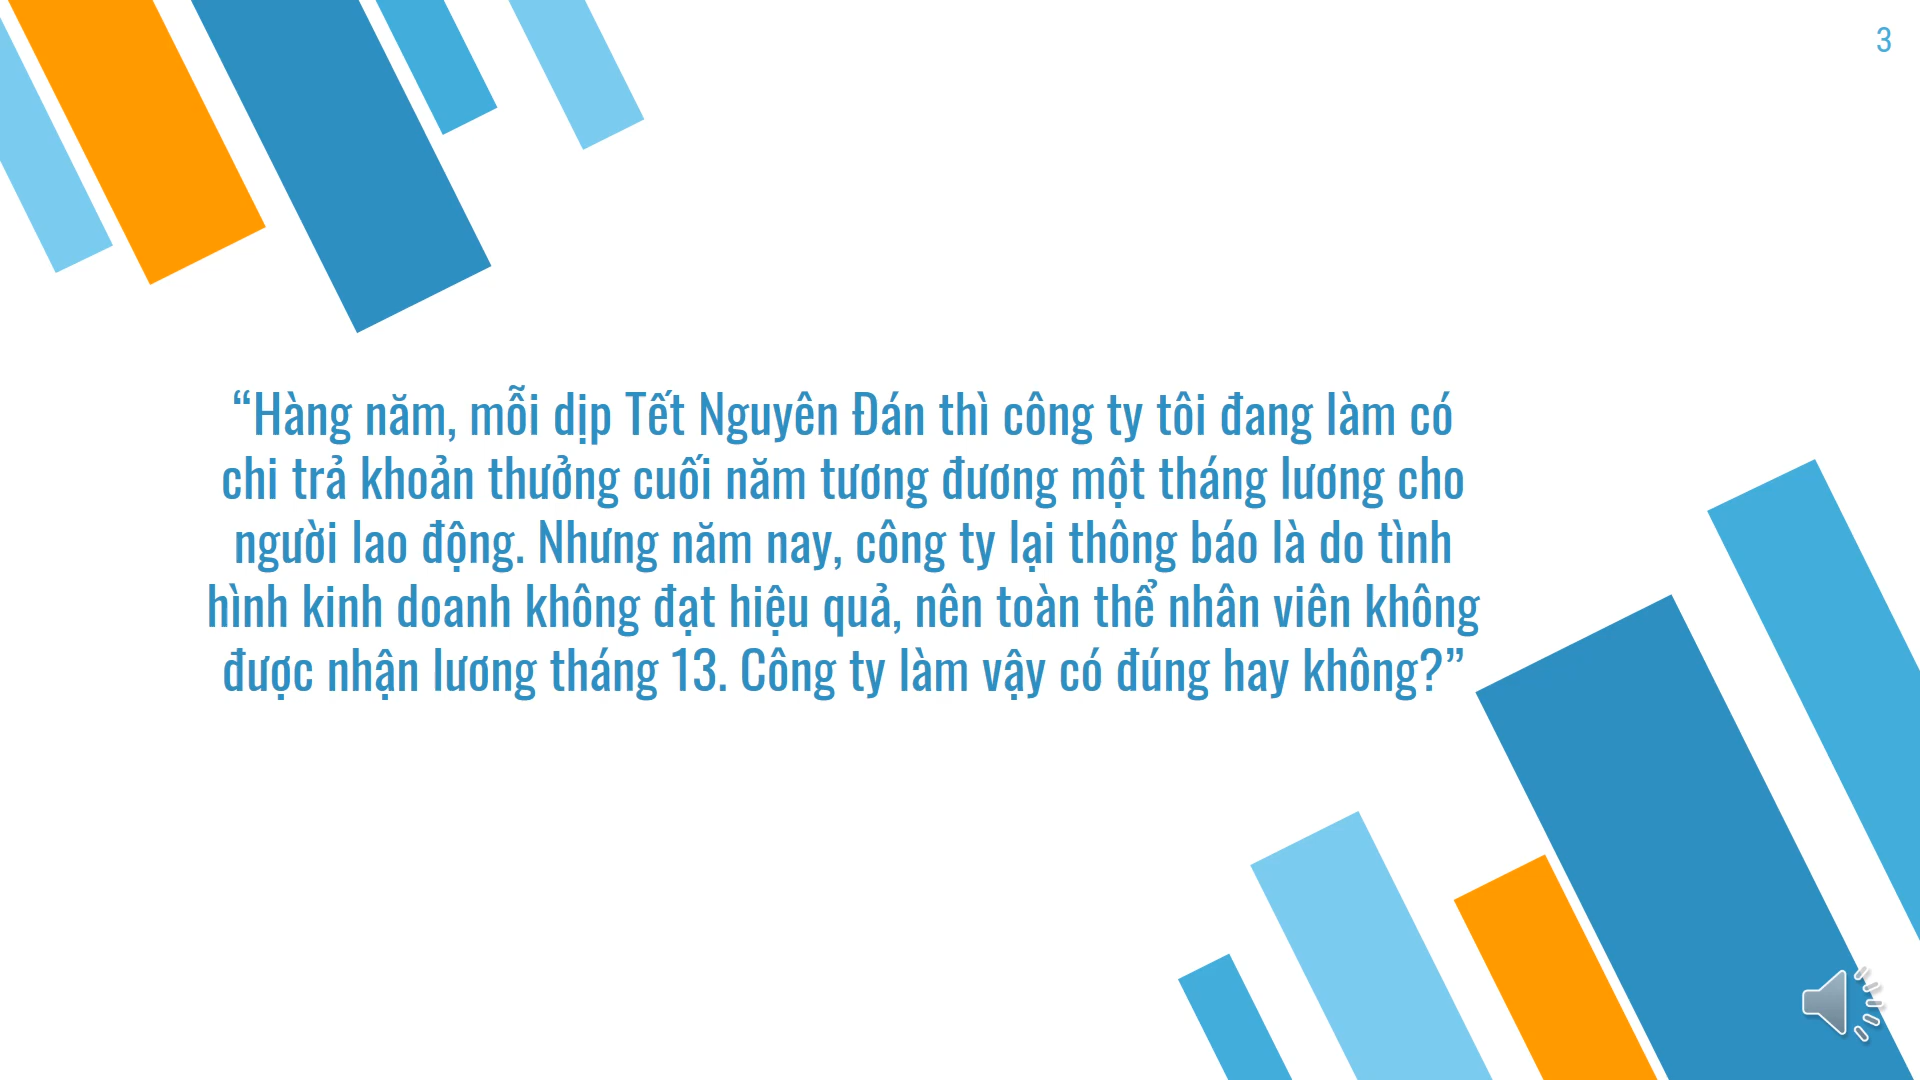 3
“Hàng năm, mỗi dịp Tết Nguyên Đán thì công ty tôi đang làm có
chi trả khoản thưởng cuối năm tương đương một tháng lương cho
người lao động. Nhưng năm nay, công ty lại thông báo là do tình
hình kinh doanh không đạt hiệu quả, nên toàn thể nhân viên không
được nhận lương tháng 13. Công ty làm vậy có đúng hay không?”